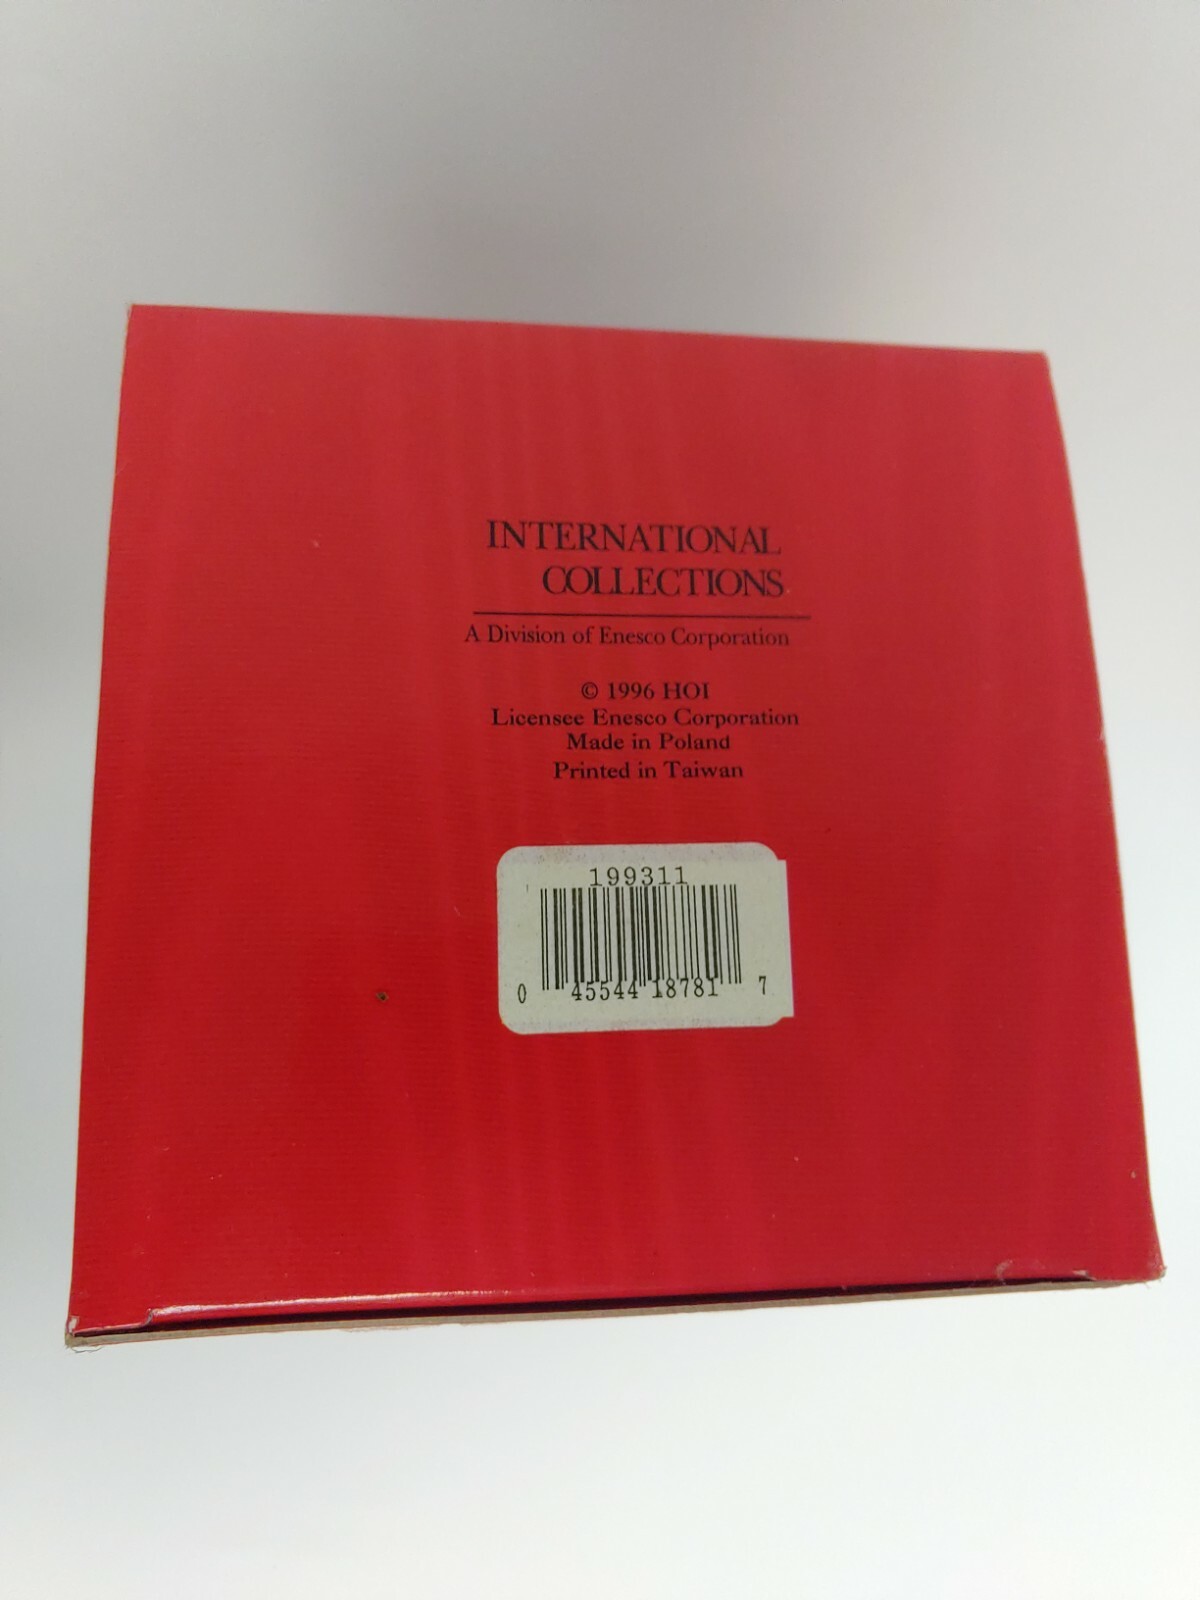 INTERNATIONAL
COLLECTIONS
A Division of Enesco Corporation
© 1996 HOI
Licensee Enesco Corporation
Made in Poland
Printed in Taiwan
199311
0 45544 18781 7